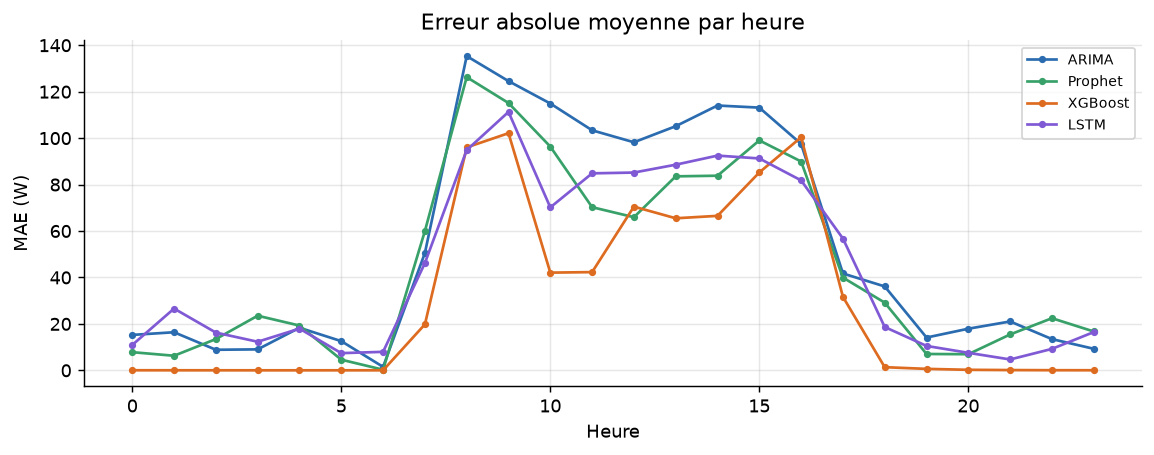 Erreur absolue moyenne par heure
MAE (W)
140
120
100
80
60
40
20
0
0 5 10 15 20
Heure
ARIMA
Prophet
XGBoost
LSTM